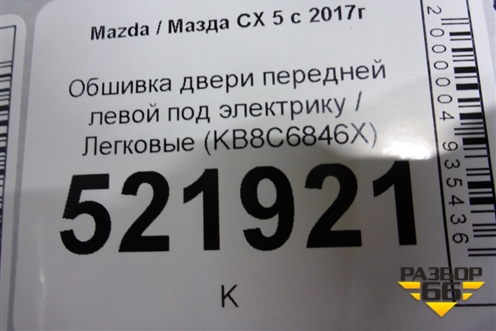 Mazda / Мазда CX 5 с 2017г
Обшивка двери передней
левой под электрику /
Легковые (KB8C6846X)
521921
К
2000004935436
РАЗБОР
66